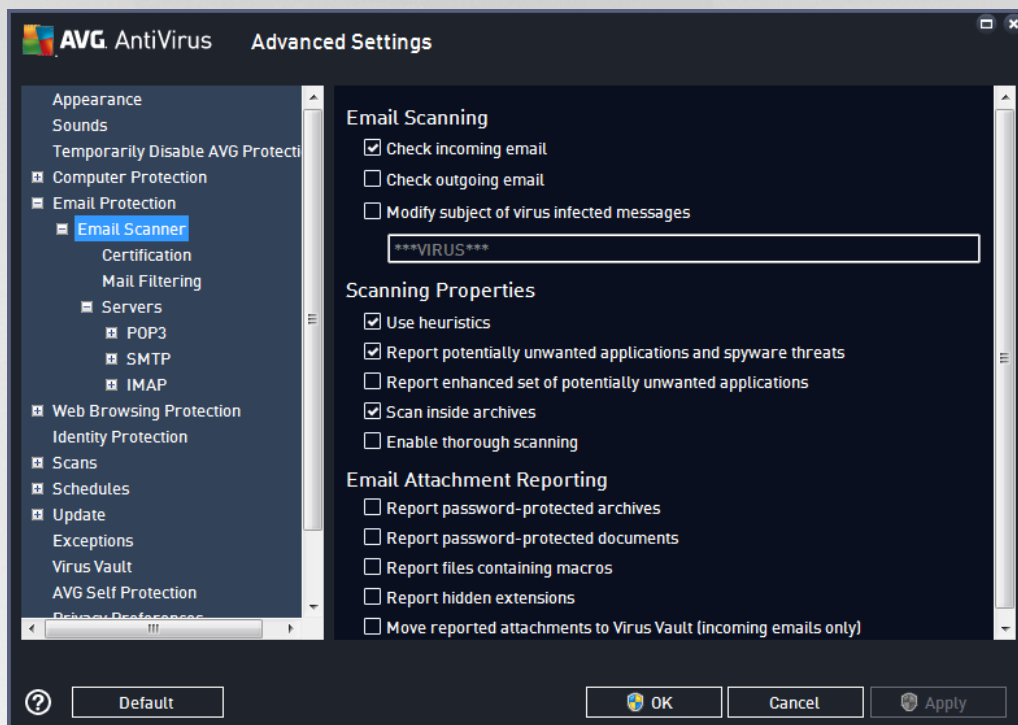 AVG. AntiVirus Advanced Settings
Appearance
Sounds
Temporarily Disable AVG Protecti
Computer Protection
Email Protection
Email Scanner
Certification
Mail Filtering
Servers
POP3
SMTP
IMAP
Web Browsing Protection
Identity Protection
Scans
Schedules
Update
Exceptions
Virus Vault
AVG Self Protection
Privacy Preferences
Email Scanning
Check incoming email
Check outgoing email
Modify subject of virus infected messages
***VIRUS***
Scanning Properties
Use heuristics
Report potentially unwanted applications and spyware threats
Report enhanced set of potentially unwanted applications
Scan inside archives
Enable thorough scanning
Email Attachment Reporting
Report password-protected archives
Report password-protected documents
Report files containing macros
Report hidden extensions
Move reported attachments to Virus Vault (incoming emails only)
? Default OK Cancel Apply